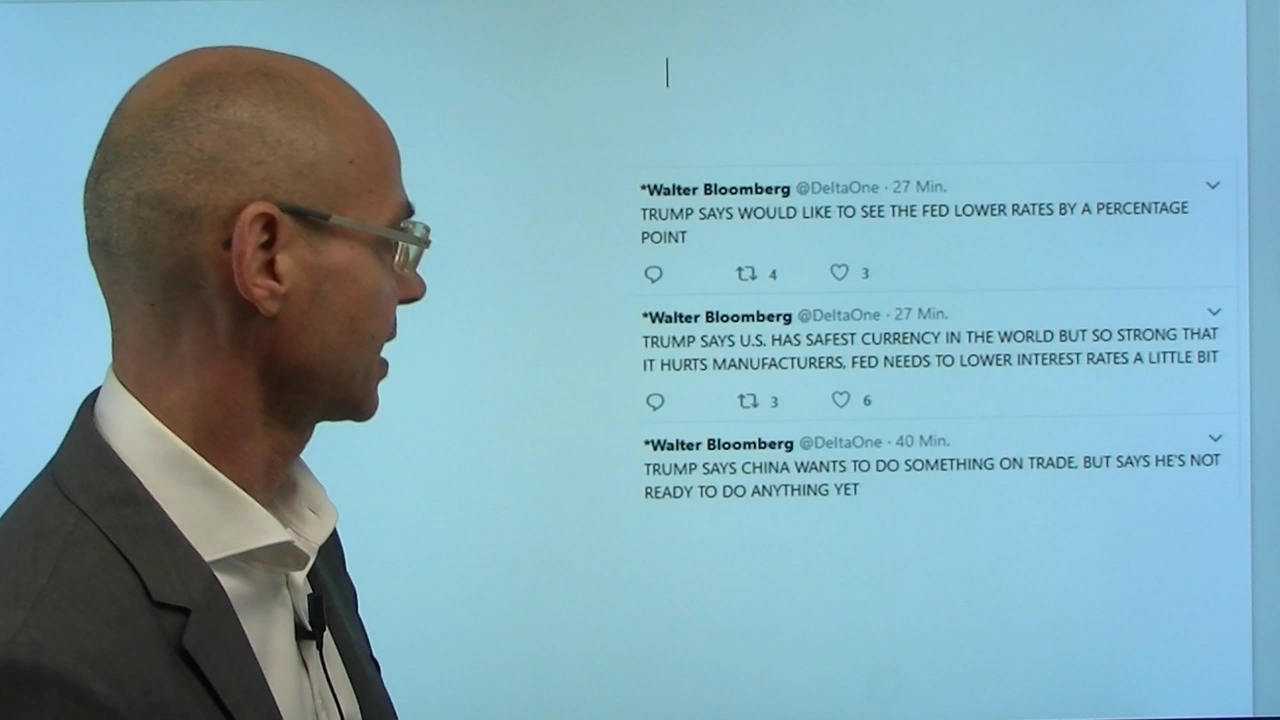 *Walter Bloomberg @DeltaOne · 27 Min.
TRUMP SAYS WOULD LIKE TO SEE THE FED LOWER RATES BY A PERCENTAGE
POINT
4 3
*Walter Bloomberg @DeltaOne · 27 Min.
TRUMP SAYS U.S. HAS SAFEST CURRENCY IN THE WORLD BUT SO STRONG THAT
IT HURTS MANUFACTURERS, FED NEEDS TO LOWER INTEREST RATES A LITTLE BIT
3 6
*Walter Bloomberg @DeltaOne · 40 Min.
TRUMP SAYS CHINA WANTS TO DO SOMETHING ON TRADE, BUT SAYS HE'S NOT
READY TO DO ANYTHING YET